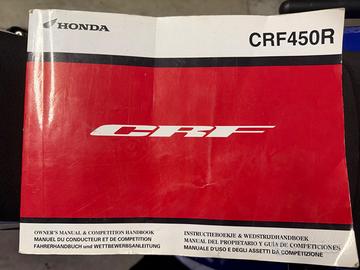 HONDA
CRF450R
CRF
OWNER'S MANUAL & COMPETITION HANDBOOK
MANUEL DU CONDUCTEUR ET DE COMPETITION
FAHRERHANDBUCH und WETTBEWERBSANLEITUNG
INSTRUCTIEBOEKJE & WEDSTRIJDHANDBOEK
MANUAL DEL PROPIETARIO Y GUÍA DE COMPETICIONES
MANUALE D'USO E DEGLI ASSETTI DA COMPETIZIONE